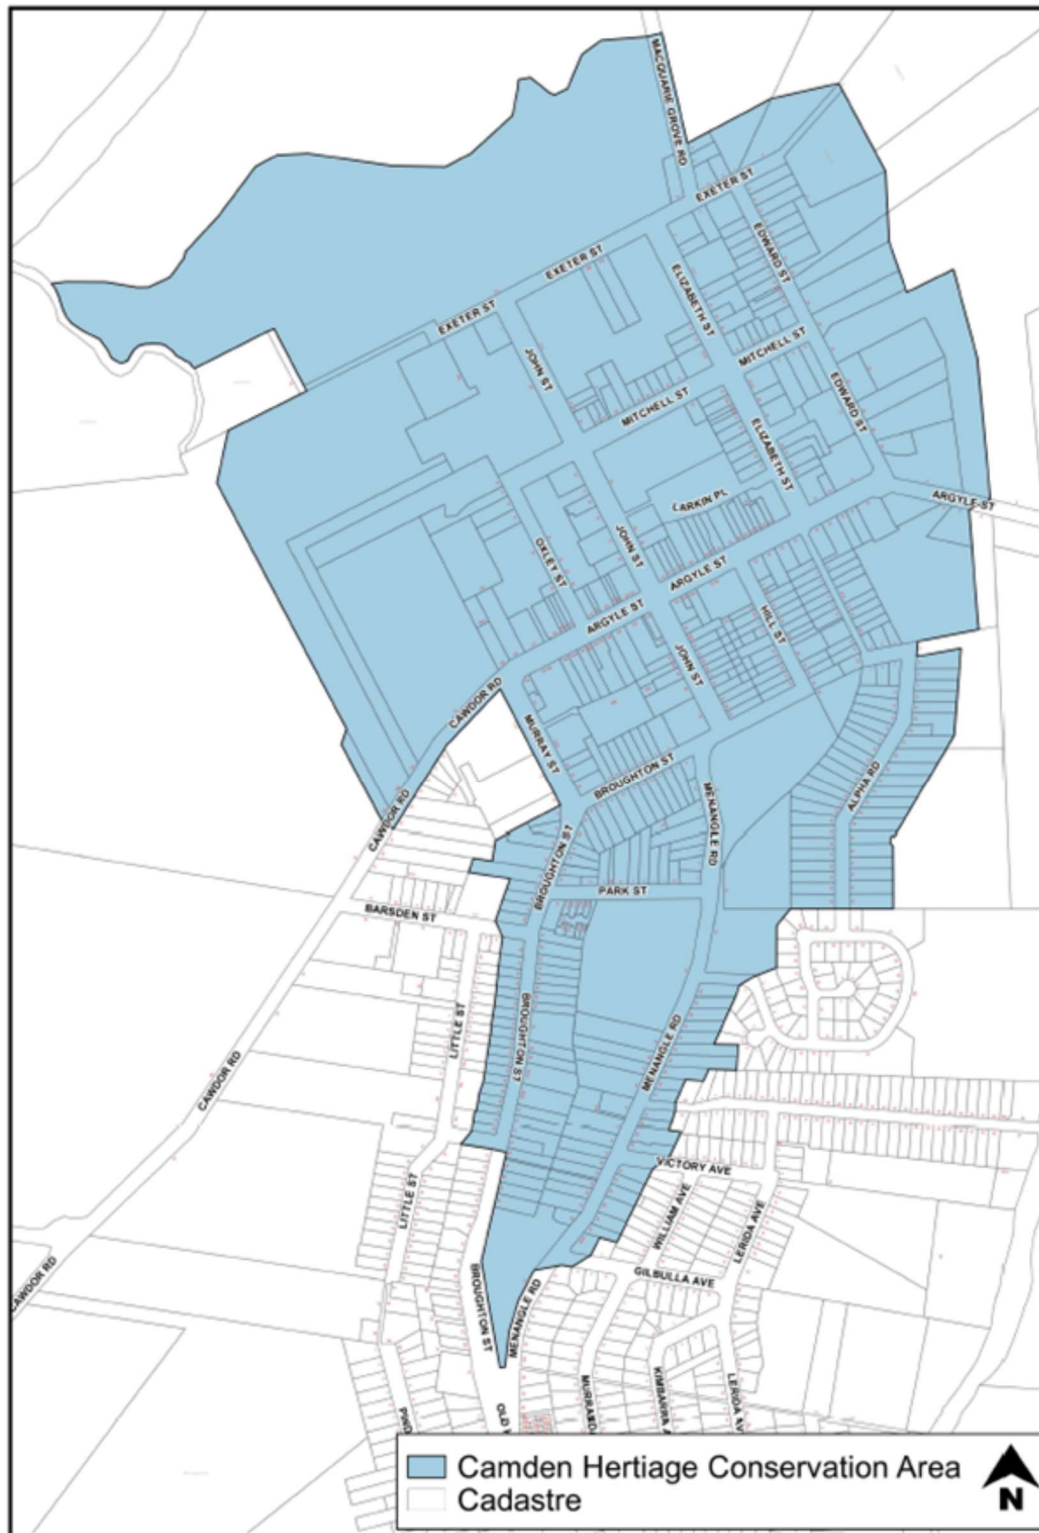 MACQUARIE GROVE RD
EXETER ST
EXETER ST
EXETER ST
EDWARD ST
ELIZABETH ST
MITCHELL ST
JOHN ST
MITCHELL ST
EDWARD ST
ELIZABETH ST
LARKIN PL
ARGYLE ST
JOHN ST
OXLEY ST
ARGYLE ST
ARGYLE ST
HILL ST
JOHN ST
CAWDOR RD
MURRAY ST
BROUGHTON ST
ALPHA RD
MENANGLE RD
CAWDOR RD
BROUGHTON ST
PARK ST
BARSDEN ST
BROUGHTON ST
LITTLE ST
MENANGLE RD
CAWDOR RD
VICTORY AVE
LITTLE ST
WILLIAM AVE
LERIDA AVE
CAWDOR RD
GILBULLA AVE
BROUGHTON ST
MENANGLE RD
KIMBARRA A
LERIDA AV
OLD
Camden Hertiage Conservation Area
Cadastre
N